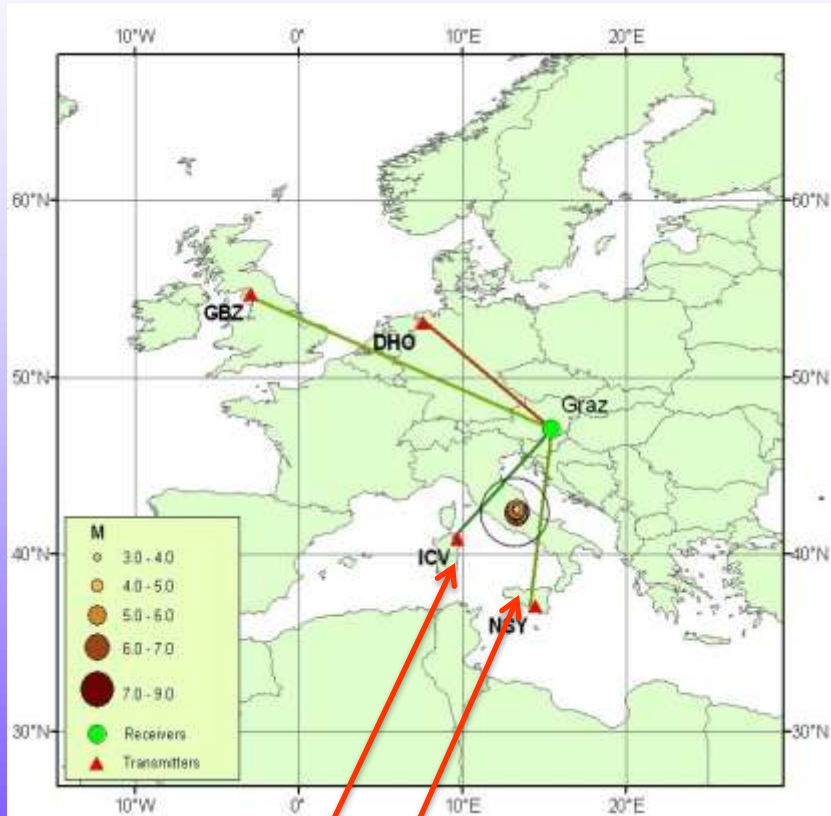 10°W 0° 10°E 20°E
60°N 60°N
GBZ
DHO
50°N 50°N
Graz
M
3.0 - 4.0
40°N
ICV
4.0 - 5.0
5.0 - 6.0
NSY
6.0 - 7.0
7.0 - 9.0
30°N 30°N
Receivers
Transmitters
10°W 0° 10°E 20°E
40°N